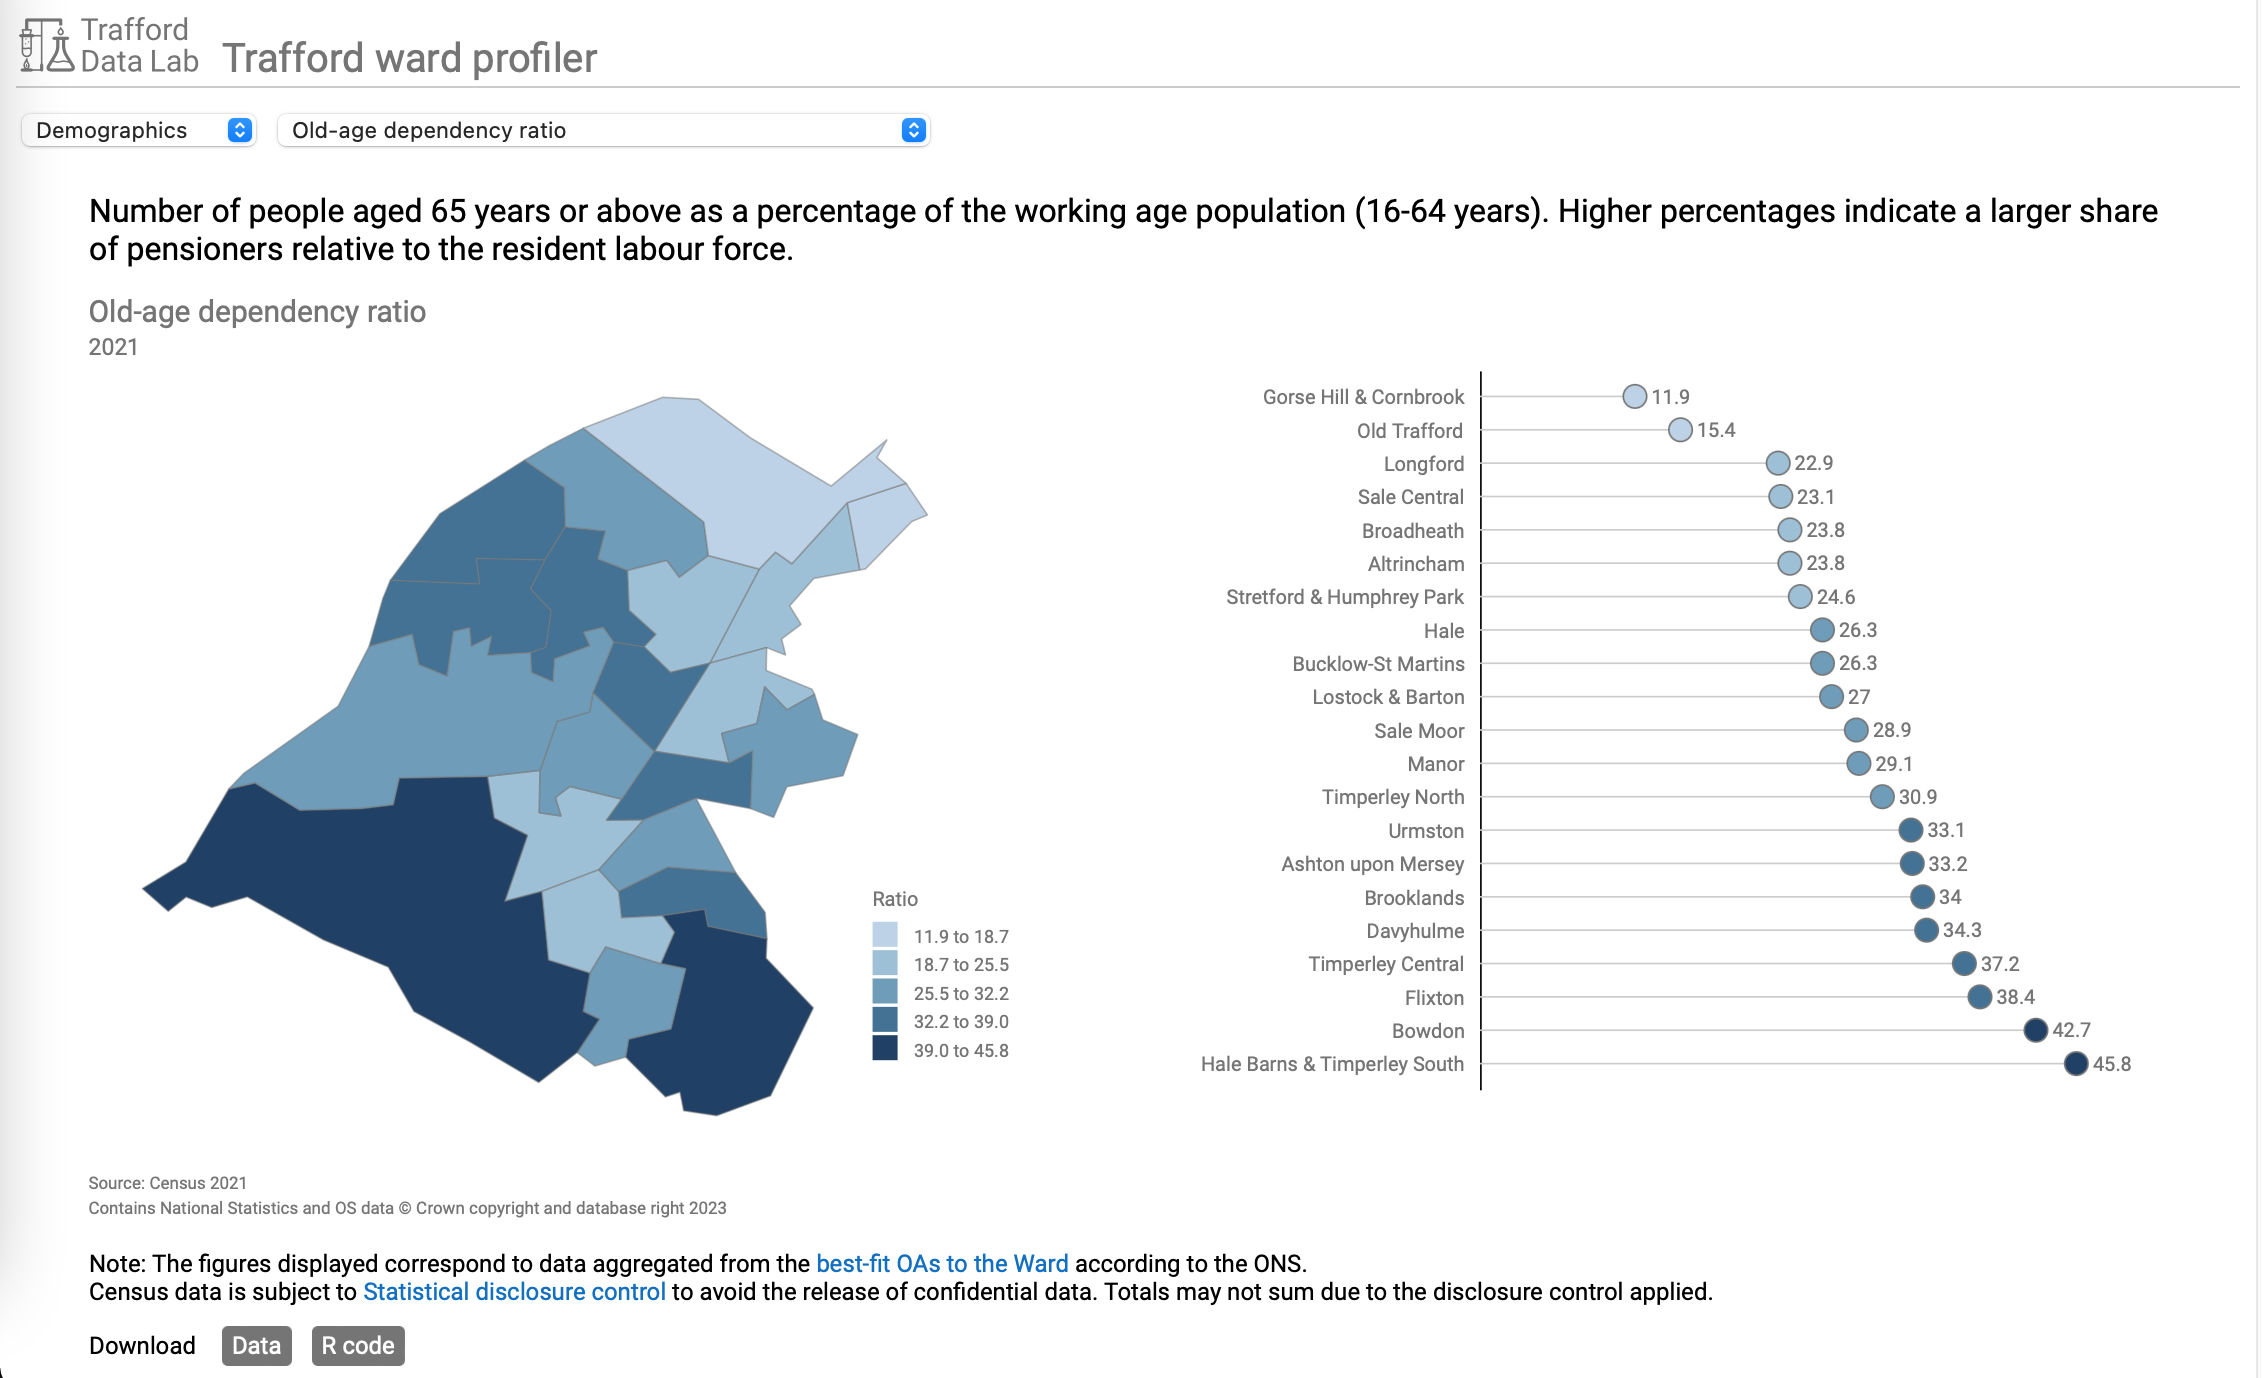 Trafford
Data Lab
Trafford ward profiler
Demographics
Old-age dependency ratio
Number of people aged 65 years or above as a percentage of the working age population (16-64 years). Higher percentages indicate a larger share
of pensioners relative to the resident labour force.
Old-age dependency ratio
2021
Ratio
11.9 to 18.7
18.7 to 25.5
25.5 to 32.2
32.2 to 39.0
39.0 to 45.8
Gorse Hill & Cornbrook 11.9
Old Trafford 15.4
Longford 22.9
Sale Central 23.1
Broadheath 23.8
Altrincham 23.8
Stretford & Humphrey Park 24.6
Hale 26.3
Bucklow-St Martins 26.3
Lostock & Barton 27
Sale Moor 28.9
Manor 29.1
Timperley North 30.9
Urmston 33.1
Ashton upon Mersey 33.2
Brooklands 34
Davyhulme 34.3
Timperley Central 37.2
Flixton 38.4
Bowdon 42.7
Hale Barns & Timperley South 45.8
Source: Census 2021
Contains National Statistics and OS data © Crown copyright and database right 2023
Note: The figures displayed correspond to data aggregated from the best-fit OAs to the Ward according to the ONS.
Census data is subject to Statistical disclosure control to avoid the release of confidential data. Totals may not sum due to the disclosure control applied.
Download Data R code